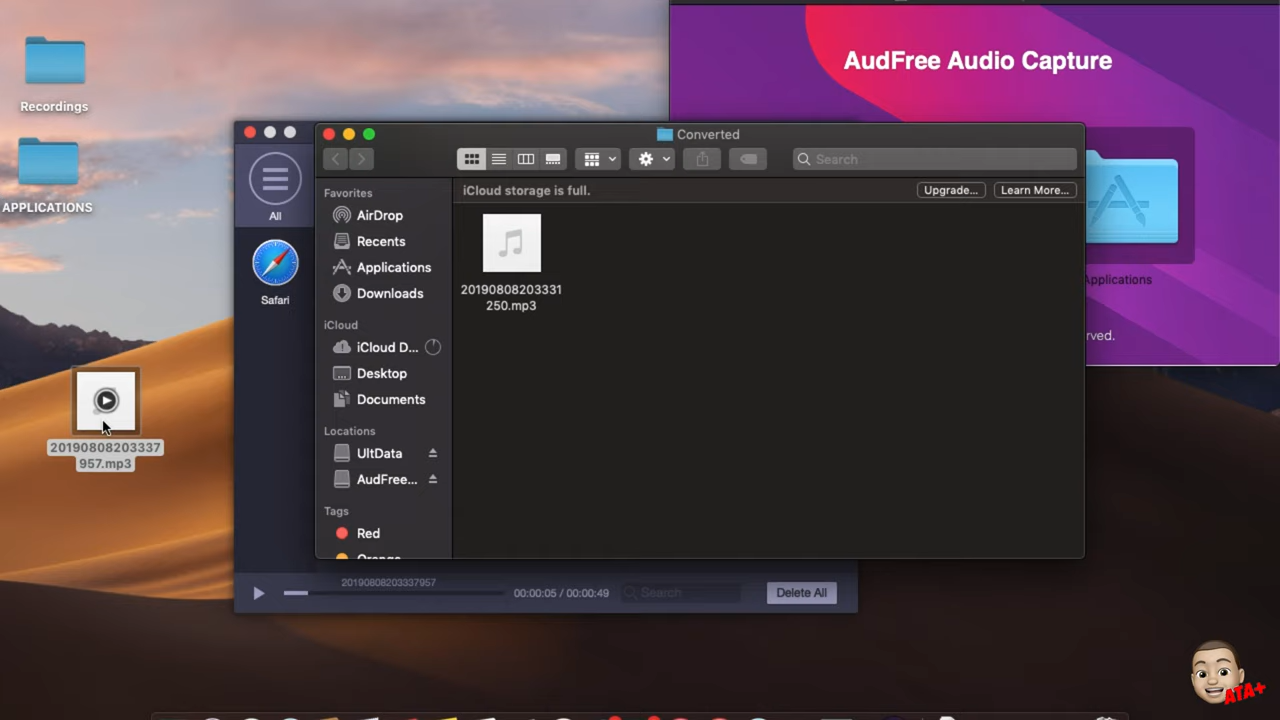 AudFree Audio Capture
Recordings
APPLICATIONS
Converted
Search
iCloud storage is full.
Upgrade...
Learn More...
All
Safari
Favorites
AirDrop
Recents
Applications
Downloads
iCloud
iCloud D...
Desktop
Documents
Locations
UltData
AudFree...
Tags
Red
Orange
20190808203331
250.mp3
Applications
rved.
20190808203337
957.mp3
20190808203337957
00:00:05 / 00:00:49
Search
Delete All
ATA+